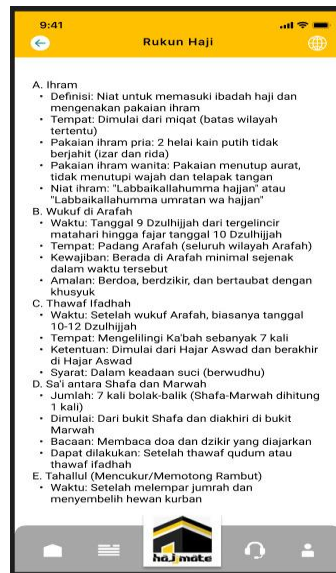 9:41
Rukun Haji
A. Ihram
• Definisi: Niat untuk memasuki ibadah haji dan
mengenakan pakaian ihram
• Tempat: Dimulai dari miqat (batas wilayah
tertentu)
• Pakaian ihram pria: 2 helai kain putih tidak
berjahit (izar dan rida)
• Pakaian ihram wanita: Pakaian menutup aurat,
tidak menutupi wajah dan telapak tangan
• Niat ihram: "Labbaikallahumma hajjan" atau
"Labbaikallahumma umratan wa hajjan"
B. Wukuf di Arafah
• Waktu: Tanggal 9 Dzulhijjah dari tergelincir
matahari hingga fajar tanggal 10 Dzulhijjah
• Tempat: Padang Arafah (seluruh wilayah Arafah)
• Kewajiban: Berada di Arafah minimal sejenak
dalam waktu tersebut
• Amalan: Berdoa, berdzikir, dan bertaubat dengan
khusyuk
C. Thawaf Ifadhah
• Waktu: Setelah wukuf Arafah, biasanya tanggal
10-12 Dzulhijjah
• Tempat: Mengelilingi Ka'bah sebanyak 7 kali
• Ketentuan: Dimulai dari Hajar Aswad dan berakhir
di Hajar Aswad
• Syarat: Dalam keadaan suci (berwudhu)
D. Sa'i antara Shafa dan Marwah
• Jumlah: 7 kali bolak-balik (Shafa-Marwah dihitung
1 kali)
• Dimulai: Dari bukit Shafa dan diakhiri di bukit
Marwah
• Bacaan: Membaca doa dan dzikir yang diajarkan
• Dapat dilakukan: Setelah thawaf qudum atau
thawaf ifadhah
E. Tahallul (Mencukur/Memotong Rambut)
• Waktu: Setelah melempar jumrah dan
menyembelih hewan kurban
hajmate